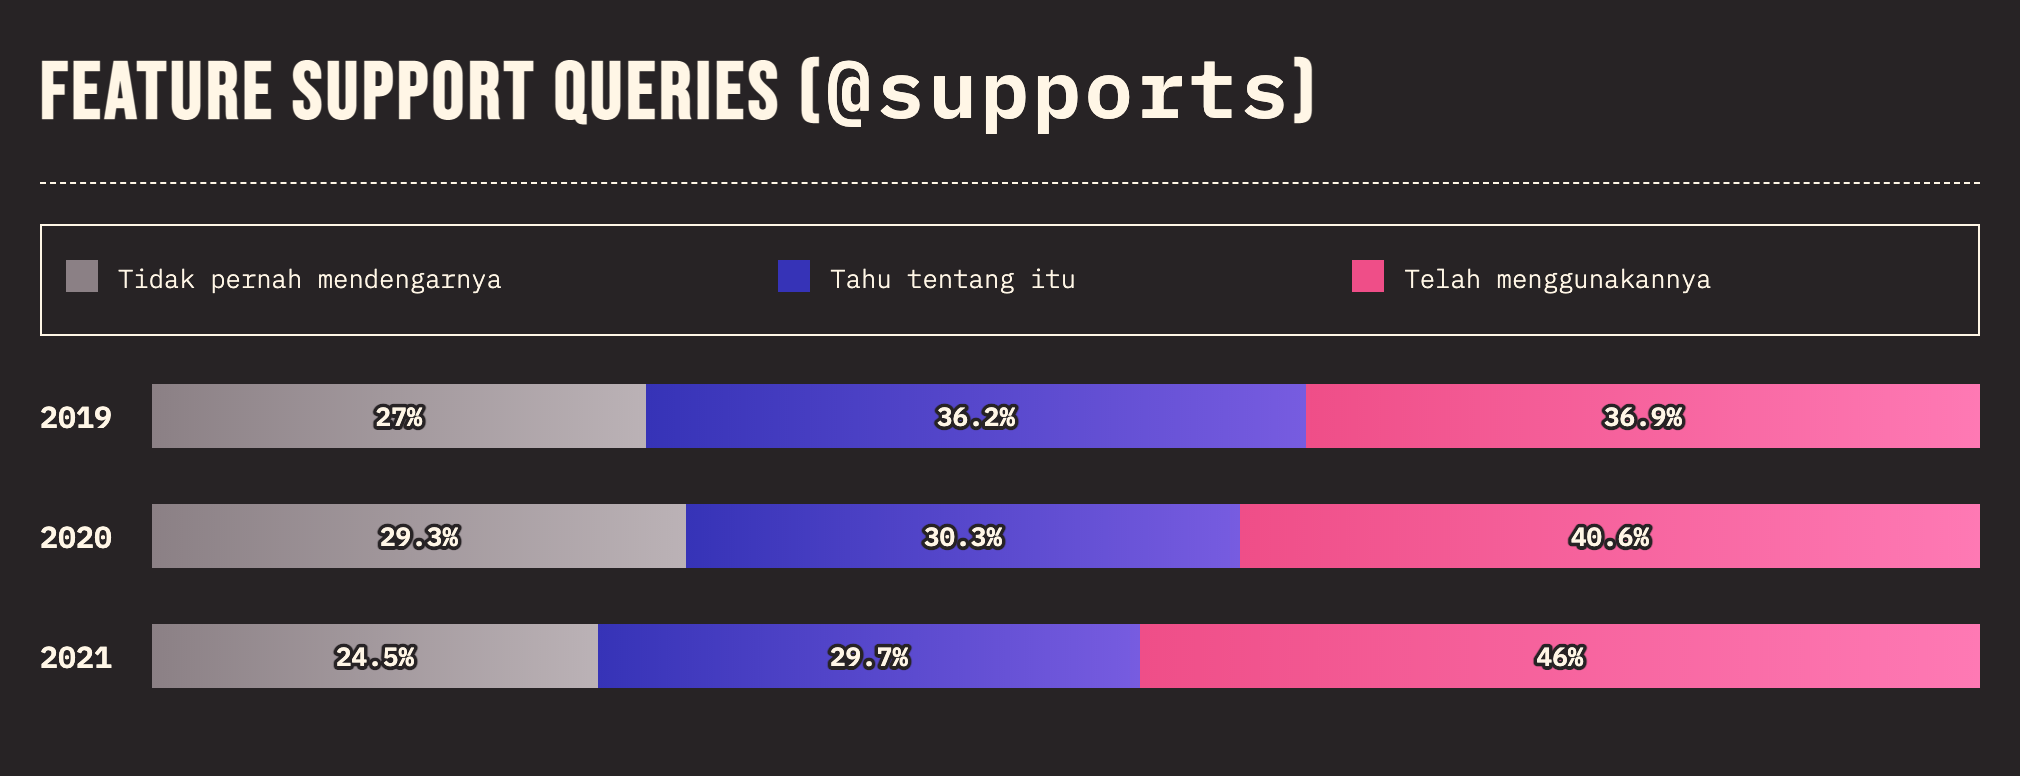 FEATURE SUPPORT QUERIES (@supports)
Tidak pernah mendengarnya Tahu tentang itu Telah menggunakannya
2019 27% 36.2% 36.9%
2020 29.3% 30.3% 40.6%
2021 24.5% 29.7% 46%